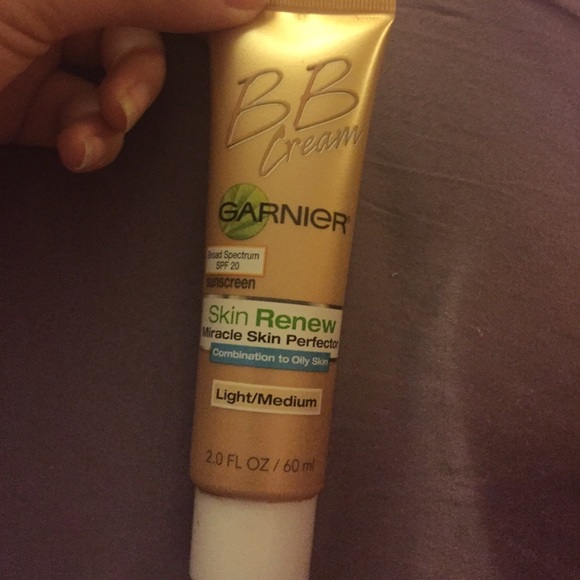 BB
Cream
GARNIER
Broad Spectrum
SPF 20
sunscreen
Skin Renew
Miracle Skin Perfector
Combination to Oily Skin
Light/Medium
2.0 FL OZ / 60 ml